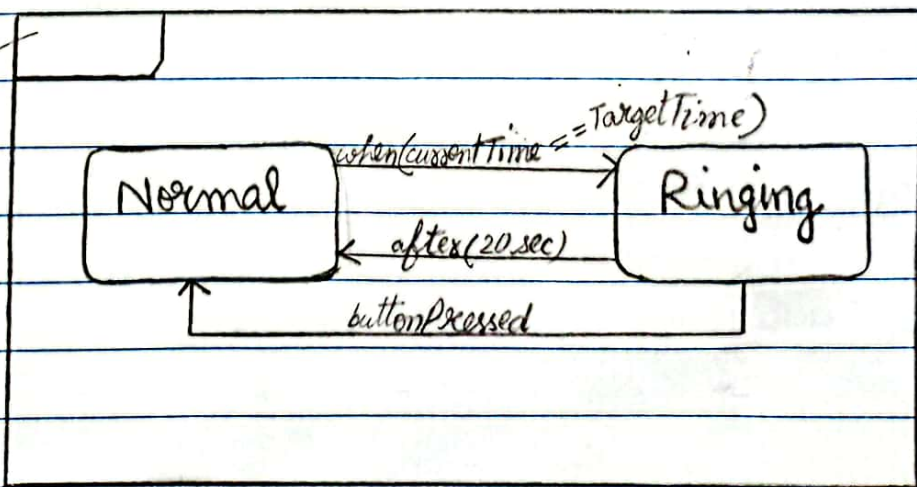 when(currentTime == TargetTime)
Normal
Ringing
after(20 sec)
buttonPressed